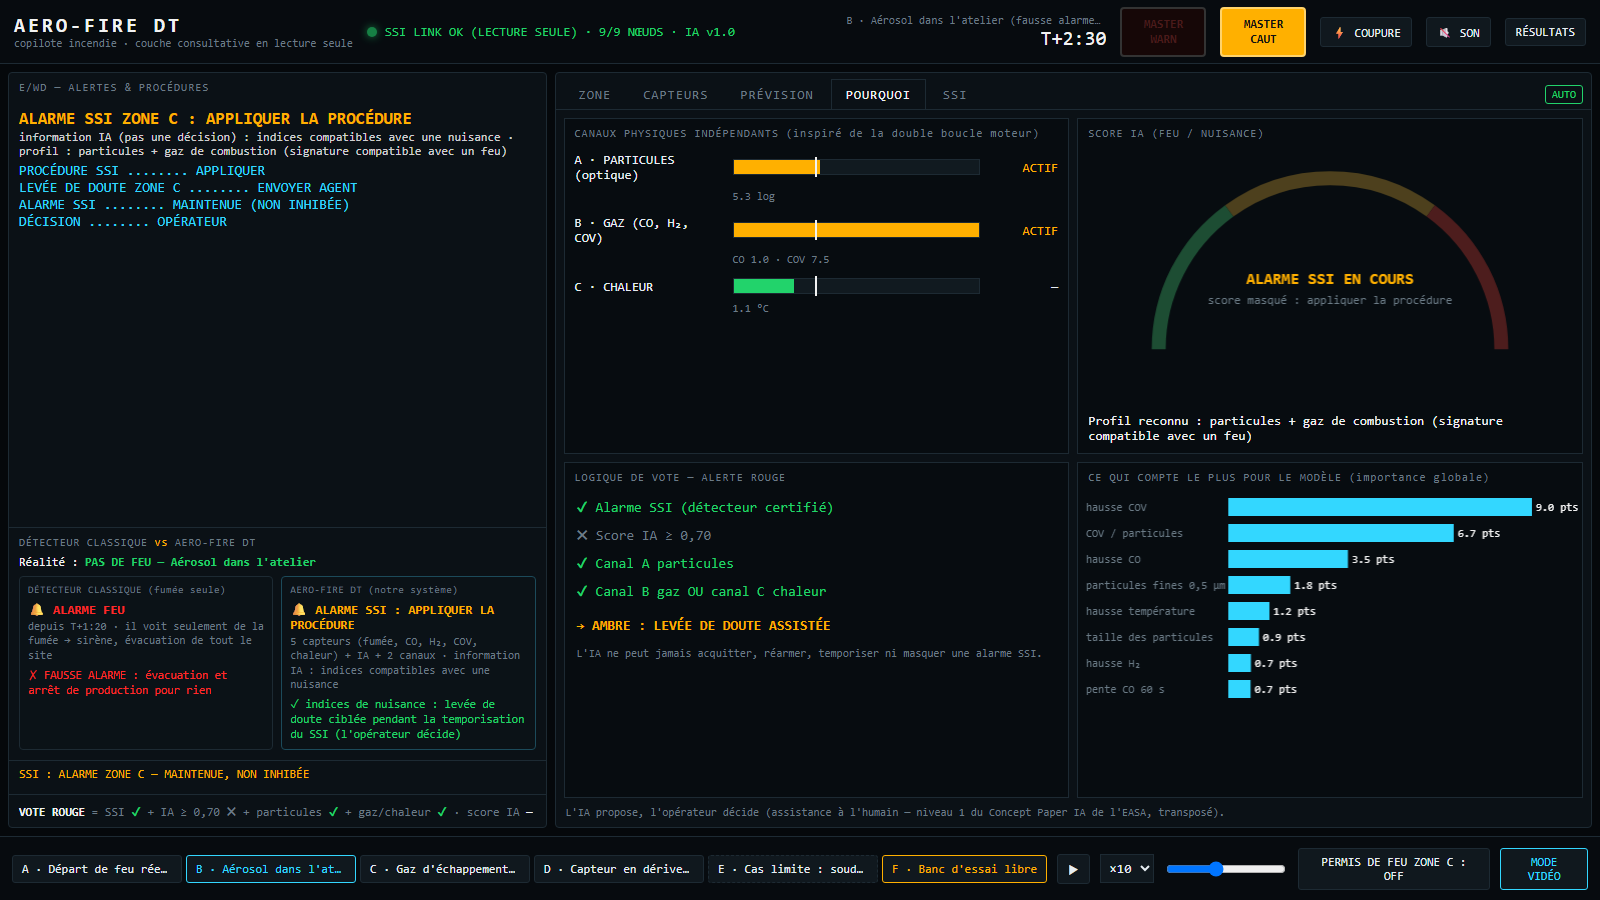 AERO-FIRE DT
copilote incendie · couche consultative en lecture seule
SSI LINK OK (LECTURE SEULE) · 9/9 NŒUDS · IA v1.0
B · Aérosol dans l'atelier (fausse alarme…
T+2:30
MASTER
WARN
MASTER
CAUT
COUPURE
SON
RÉSULTATS
E/WD — ALERTES & PROCÉDURES
ALARME SSI ZONE C : APPLIQUER LA PROCÉDURE
information IA (pas une décision) : indices compatibles avec une nuisance ·
profil : particules + gaz de combustion (signature compatible avec un feu)
PROCÉDURE SSI ........ APPLIQUER
LEVÉE DE DOUTE ZONE C ........ ENVOYER AGENT
ALARME SSI ........ MAINTENUE (NON INHIBÉE)
DÉCISION ........ OPÉRATEUR
DÉTECTEUR CLASSIQUE vs AERO-FIRE DT
Réalité : PAS DE FEU — Aérosol dans l'atelier
DÉTECTEUR CLASSIQUE (fumée seule)
ALARME FEU
depuis T+1:20 · il voit seulement de la
fumée → sirène, évacuation de tout le
site
✗ FAUSSE ALARME : évacuation et
arrêt de production pour rien
AERO-FIRE DT (notre système)
ALARME SSI : APPLIQUER LA
PROCÉDURE
5 capteurs (fumée, CO, H₂, COV,
chaleur) + IA + 2 canaux · information
IA : indices compatibles avec une
nuisance
✓ indices de nuisance : levée de
doute ciblée pendant la temporisation
du SSI (l'opérateur décide)
SSI : ALARME ZONE C — MAINTENUE, NON INHIBÉE
VOTE ROUGE = SSI ✓ + IA ≥ 0,70 ✕ + particules ✓ + gaz/chaleur ✓ · score IA —
ZONE
CAPTEURS
PRÉVISION
POURQUOI
SSI
AUTO
CANAUX PHYSIQUES INDÉPENDANTS (inspiré de la double boucle moteur)
A · PARTICULES
(optique)
ACTIF
5.3 log
B · GAZ (CO, H₂,
COV)
ACTIF
CO 1.0 · COV 7.5
C · CHALEUR
—
1.1 °C
SCORE IA (FEU / NUISANCE)
ALARME SSI EN COURS
score masqué : appliquer la procédure
Profil reconnu : particules + gaz de combustion (signature
compatible avec un feu)
LOGIQUE DE VOTE — ALERTE ROUGE
✓ Alarme SSI (détecteur certifié)
✕ Score IA ≥ 0,70
✓ Canal A particules
✓ Canal B gaz OU canal C chaleur
→ AMBRE : LEVÉE DE DOUTE ASSISTÉE
L'IA ne peut jamais acquitter, réarmer, temporiser ni masquer une alarme SSI.
CE QUI COMPTE LE PLUS POUR LE MODÈLE (importance globale)
hausse COV 9.0 pts
COV / particules 6.7 pts
hausse CO 3.5 pts
particules fines 0,5 µm 1.8 pts
hausse température 1.2 pts
taille des particules 0.9 pts
hausse H₂ 0.7 pts
pente CO 60 s 0.7 pts
L'IA propose, l'opérateur décide (assistance à l'humain — niveau 1 du Concept Paper IA de l'EASA, transposé).
A · Départ de feu rée…
B · Aérosol dans l'at…
C · Gaz d'échappement…
D · Capteur en dérive…
E · Cas limite : soud…
F · Banc d'essai libre
x10
PERMIS DE FEU ZONE C :
OFF
MODE
VIDÉO